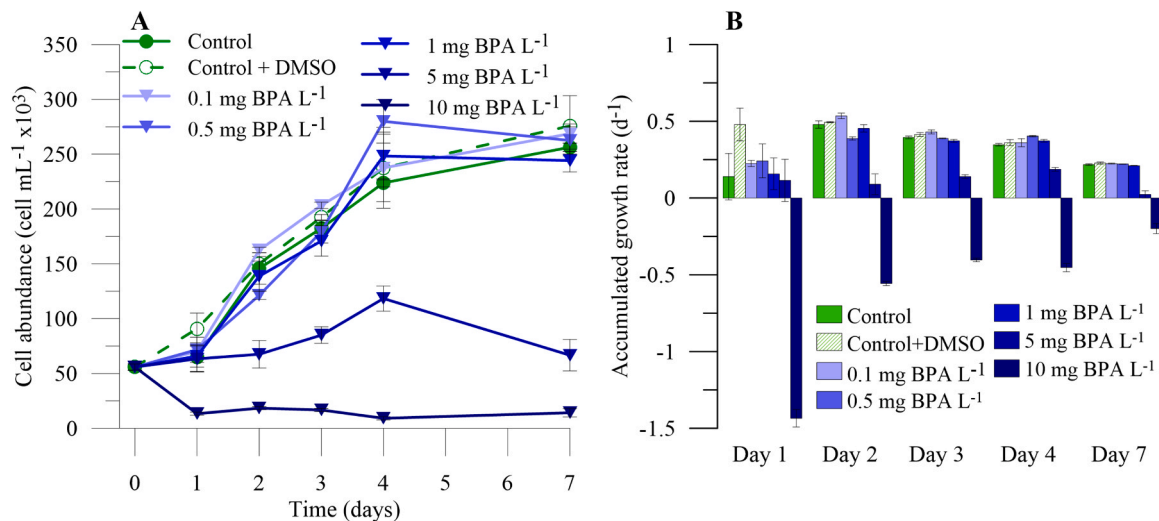 A
Cell abundance (cell mL⁻¹ x10³)
350
300
250
200
150
100
50
0
Control
Control + DMSO
0.1 mg BPA L⁻¹
0.5 mg BPA L⁻¹
1 mg BPA L⁻¹
5 mg BPA L⁻¹
10 mg BPA L⁻¹
0 1 2 3 4 5 6 7
Time (days)
B
Accumulated growth rate (d⁻¹)
1
0.5
0
-0.5
-1
-1.5
Control
Control+DMSO
0.1 mg BPA L⁻¹
0.5 mg BPA L⁻¹
1 mg BPA L⁻¹
5 mg BPA L⁻¹
10 mg BPA L⁻¹
Day 1 Day 2 Day 3 Day 4 Day 7